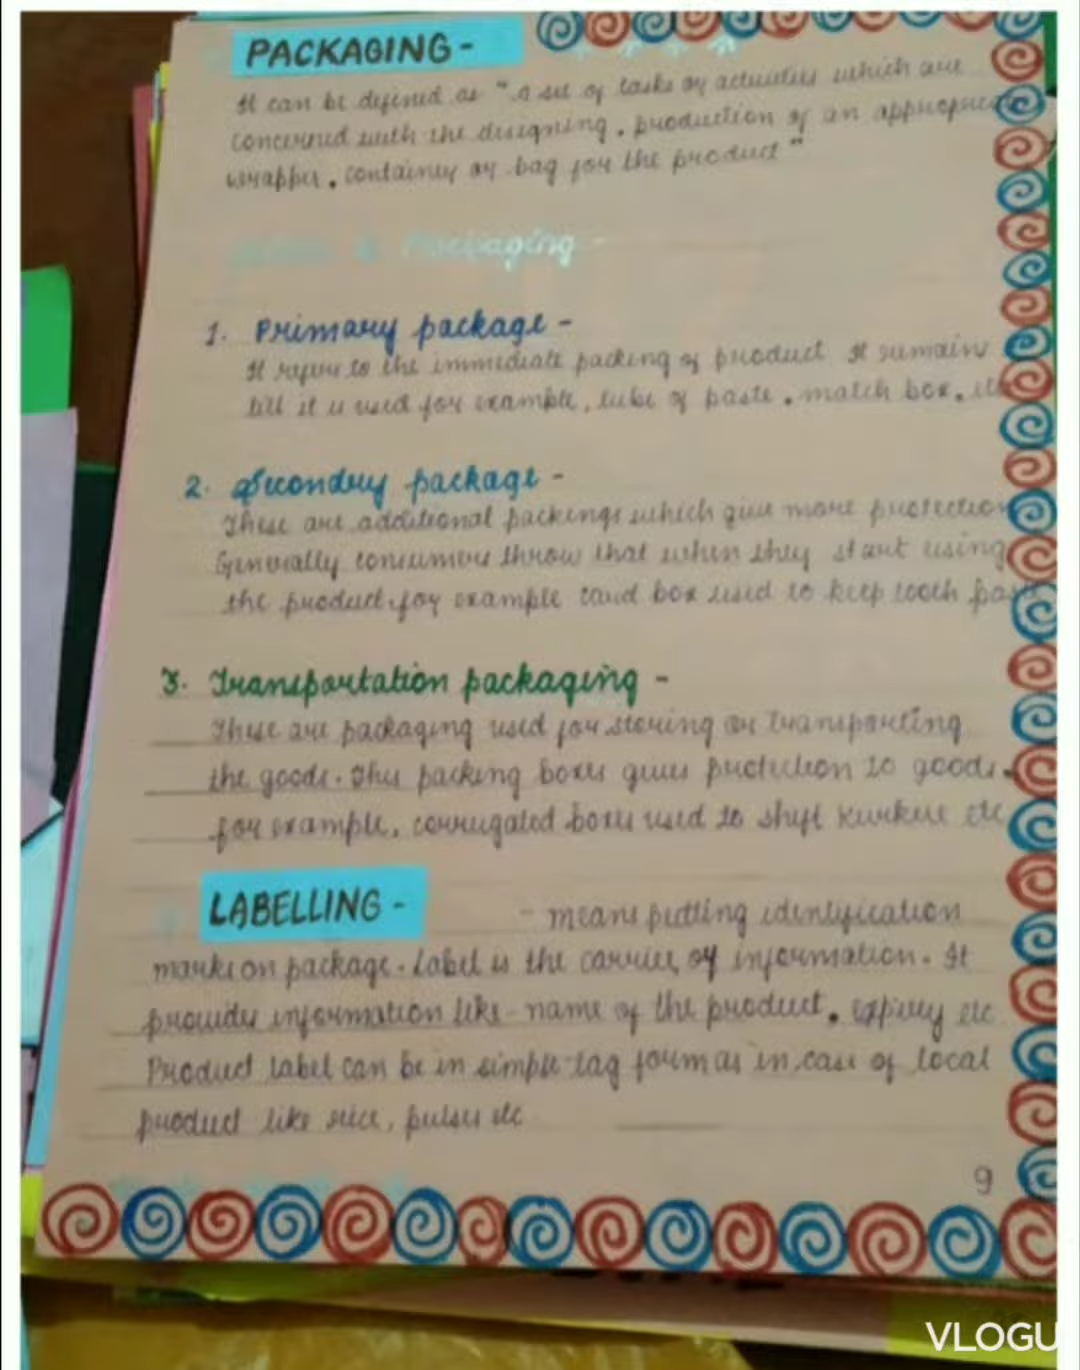 PACKAGING -
It can be defined as " a set of tasks or activities which are
concerned with the designing, production of an appropriate
wrapper, container or bag for the product "
Packaging -
1. Primary package -
It refers to the immediate packing of product It remains
till it is used for example, tube of paste, match box, etc
2. Secondary package -
These are additional packings which give more protection
Generally consumers throw that when they start using
the product for example card box used to keep tooth paste
3. Transportation packaging -
These are packaging used for storing or transporting
the goods. This packing boxes gives protection to goods.
for example, corrugated boxes used to shift Kurkure etc
LABELLING -
- means putting identification
marks on package. Label is the carrier of information. It
provides information like - name of the product, expiry etc
Product label can be in simple tag form as in case of local
product like rice, pulses etc
9
VLOGU